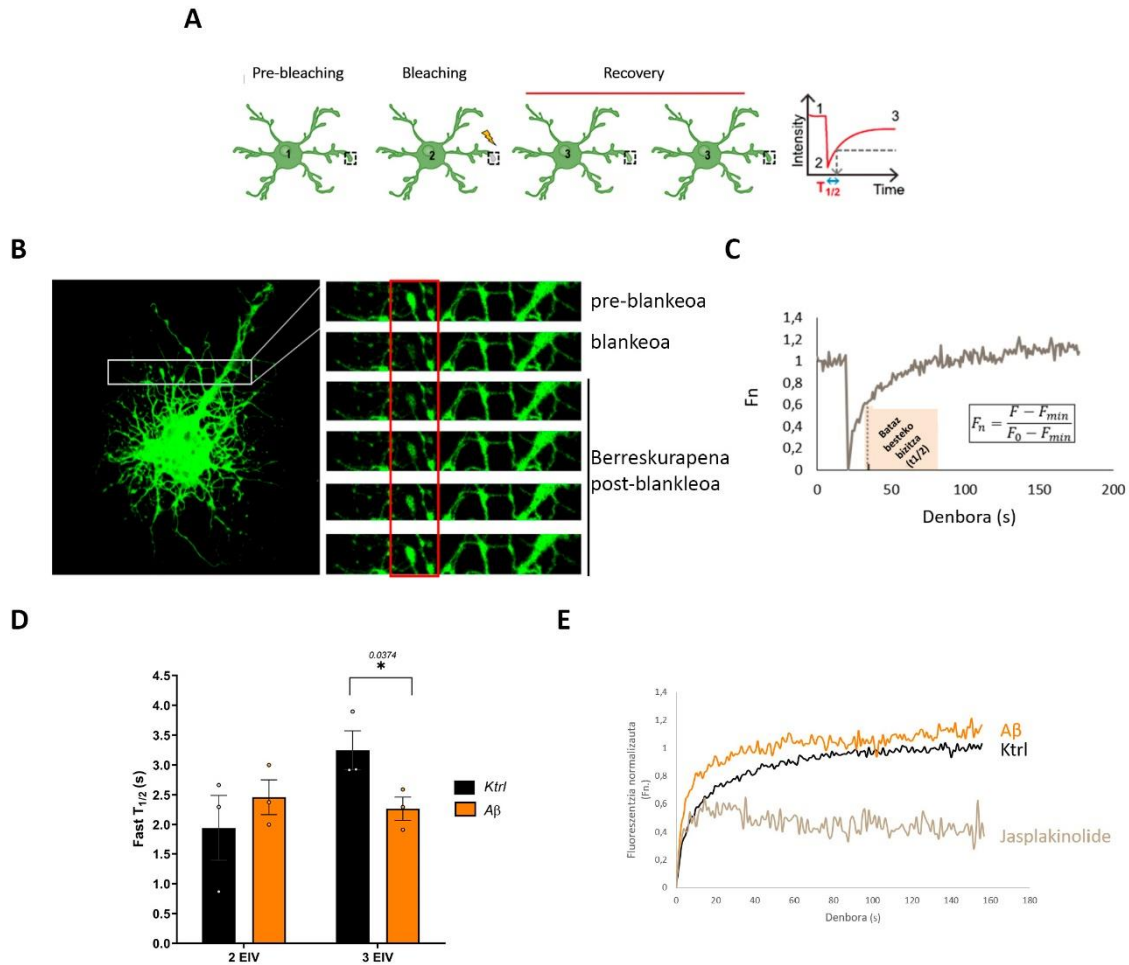 A
Pre-bleaching
Bleaching
Recovery
1
2
3
3
Intensity
1
2
3
T1/2
Time
B
pre-blankeoa
blankeoa
Berreskurapena
post-blankleoa
C
Fn
1,4
1,2
1
0,8
0,6
0,4
0,2
0
Bataz
besteko
bizitza
(t1/2)
Fn = F − Fmin / F0 − Fmin
0 50 100 150 200
Denbora (s)
D
Fast T1/2 (s)
4.5
4.0
3.5
3.0
2.5
2.0
1.5
1.0
0.5
0.0
0.0374
*
Ktrl
Aβ
2 EIV
3 EIV
E
Fluoreszentzia normalizauta
(Fn.)
1,4
1,2
1
0,8
0,6
0,4
0,2
0
Aβ
Ktrl
Jasplakinolide
0 20 40 60 80 100 120 140 160 180
Denbora (s)